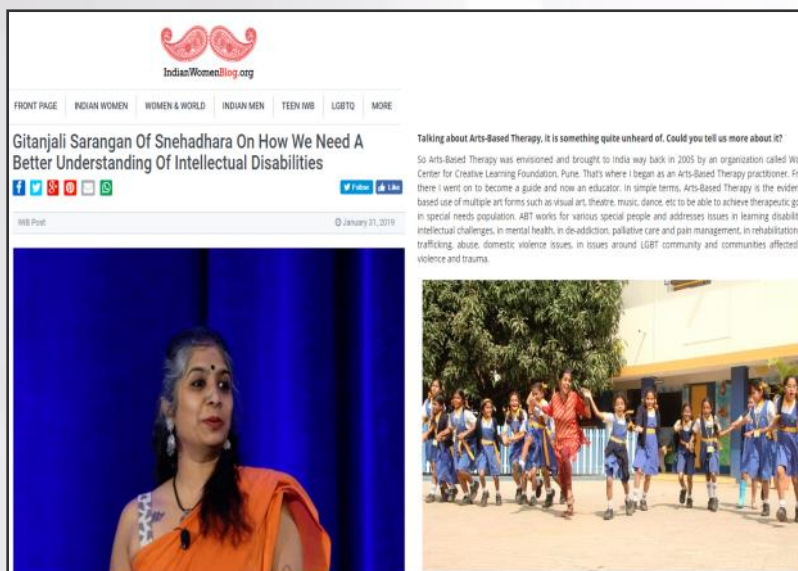 IndianWomenBlog.org
FRONT PAGE
INDIAN WOMEN
WOMEN & WORLD
INDIAN MEN
TEEN IWB
LGBTQ
MORE
Gitanjali Sarangan Of Snehadhara On How We Need A
Better Understanding Of Intellectual Disabilities
Follow
Like
IWB Post
January 31, 2019
Talking about Arts-Based Therapy, it is something quite unheard of. Could you tell us more about it?
So Arts-Based Therapy was envisioned and brought to India way back in 2005 by an organization called
Center for Creative Learning Foundation, Pune. That's where I began as an Arts-Based Therapy practitioner.
there I went on to become a guide and now an educator. In simple terms, Arts-Based Therapy is the
based use of multiple art forms such as visual art, theatre, music, dance, etc to be able to achieve therapeutic
in special needs population. ABT works for various special people and addresses issues in learning
intellectual challenges, in mental health, in de-addiction, palliative care and pain management, in rehabilitation
trafficking, abuse, domestic violence issues, in issues around LGBT community and communities affected
violence and trauma.